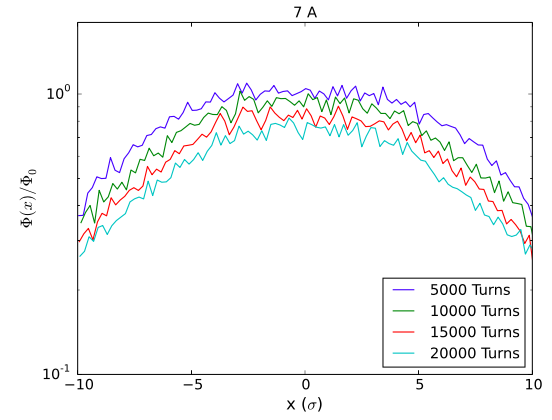 7 A
Φ(x)/Φ₀
10⁰
10⁻¹
−10 −5 0 5 10
x (σ)
5000 Turns
10000 Turns
15000 Turns
20000 Turns